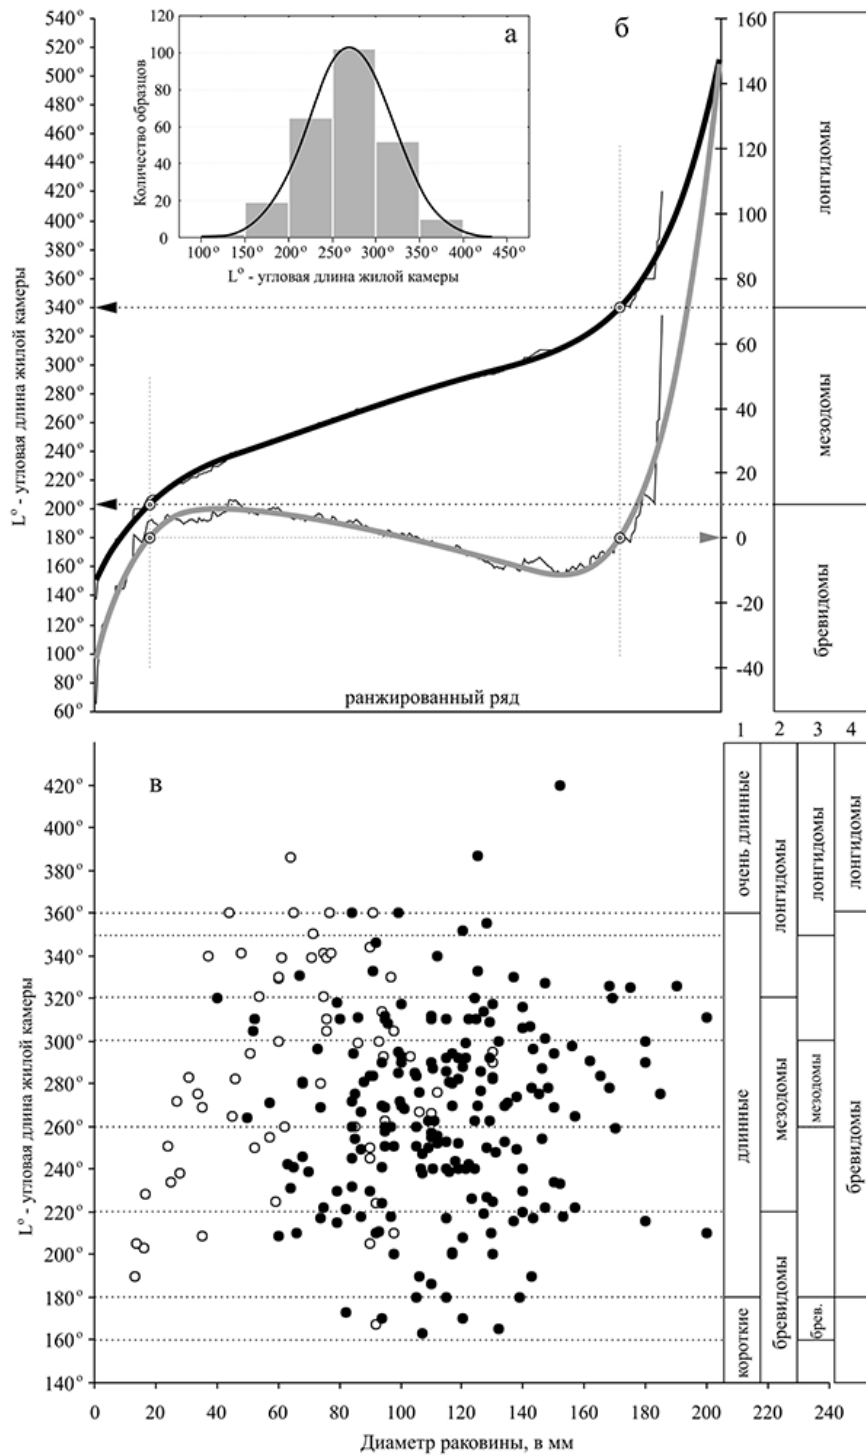 540°
520°
500°
480°
460°
440°
420°
400°
380°
360°
340°
320°
300°
280°
260°
240°
220°
200°
180°
160°
140°
120°
100°
80°
60°
L° - угловая длина жилой камеры
120
100
80
60
40
20
0
Количество образцов
а
100° 150° 200° 250° 300° 350° 400° 450°
L° - угловая длина жилой камеры
б
160
140
120
100
80
60
40
20
10
0
-20
-40
лонгидомы
мезодомы
бревидомы
ранжированный ряд
1 2 3 4
в
420°
400°
380°
360°
340°
320°
300°
280°
260°
240°
220°
200°
180°
160°
140°
L° - угловая длина жилой камеры
очень длинные
длинные
короткие
лонгидомы
мезодомы
бревидомы
лонгидомы
мезодомы
брев.
лонгидомы
бревидомы
0 20 40 60 80 100 120 140 160 180 200 220 240
Диаметр раковины, в мм